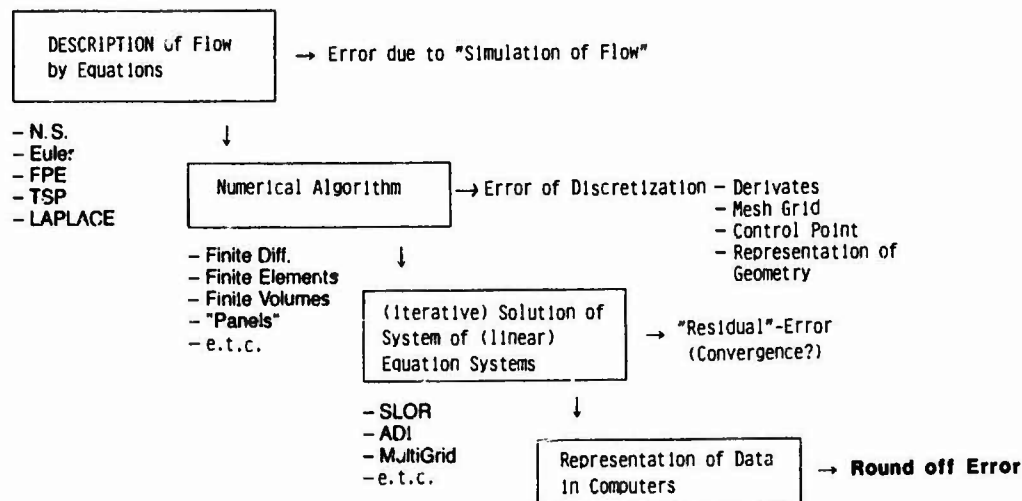 DESCRIPTION of Flow
by Equations
→ Error due to "Simulation of Flow"
↓
– N.S.
– Euler
– FPE
– TSP
– LAPLACE
Numerical Algorithm
→ Error of Discretization
– Derivates
– Mesh Grid
– Control Point
– Representation of
Geometry
↓
– Finite Diff.
– Finite Elements
– Finite Volumes
– "Panels"
– e.t.c.
(iterative) Solution of
System of (linear)
Equation Systems
→ "Residual"-Error
(Convergence?)
↓
– SLOR
– ADI
– MultiGrid
– e.t.c.
Representation of Data
in Computers
→ Round off Error